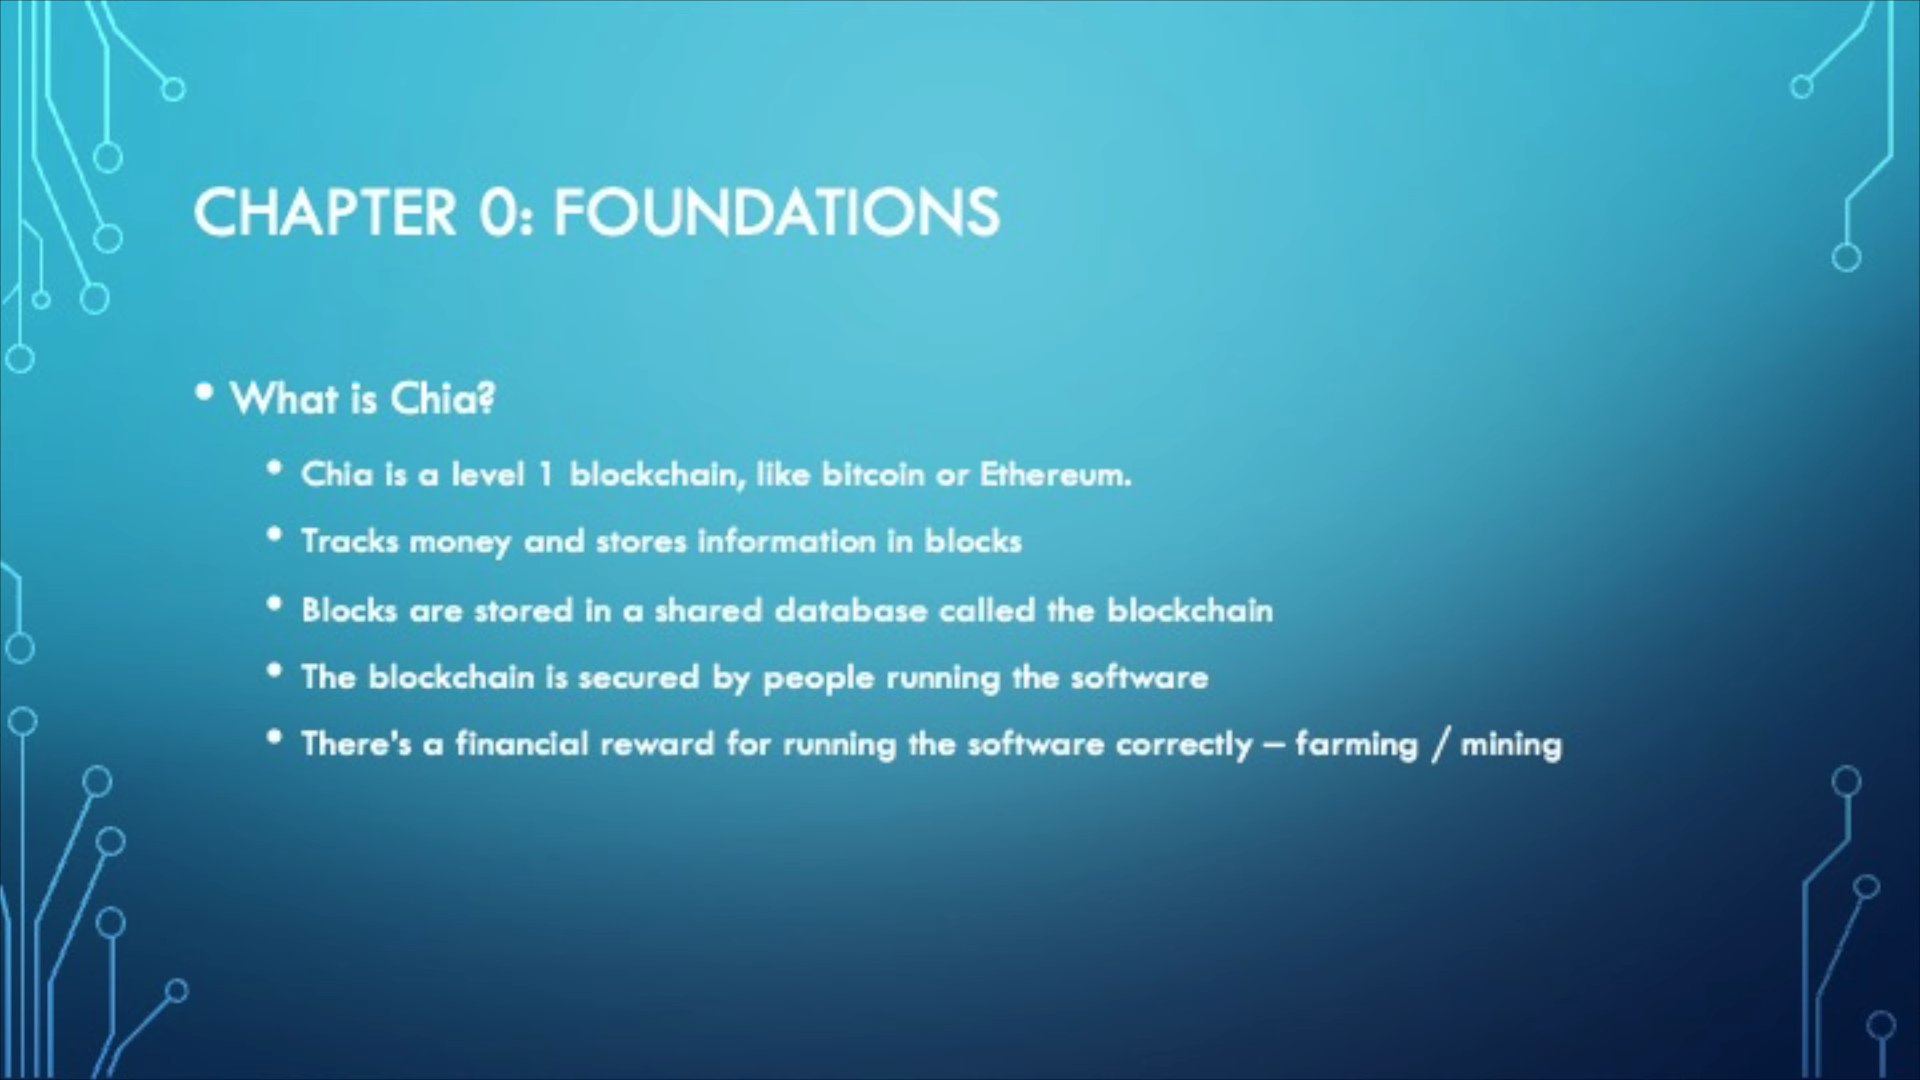 CHAPTER 0: FOUNDATIONS
• What is Chia?
• Chia is a level 1 blockchain, like bitcoin or Ethereum.
• Tracks money and stores information in blocks
• Blocks are stored in a shared database called the blockchain
• The blockchain is secured by people running the software
• There's a financial reward for running the software correctly – farming / mining